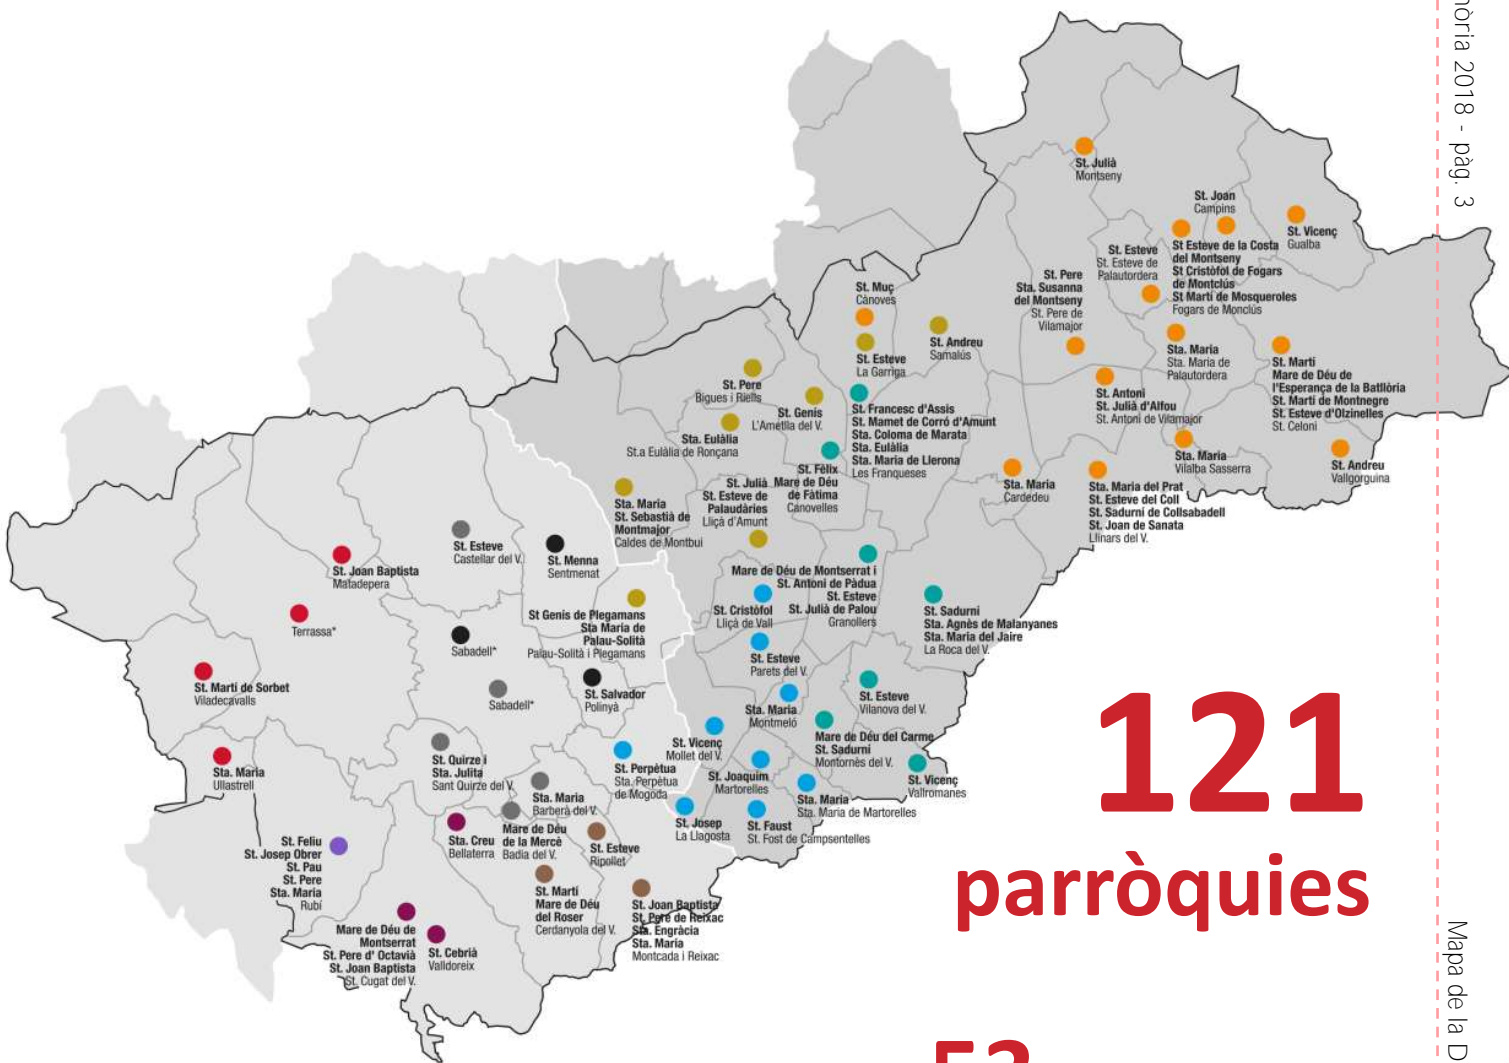 St. Julià
Montseny
St. Joan
Campins
St. Vicenç
Gualba
St Esteve de la Costa
del Montseny
St Cristòfol de Fogars
de Montclús
St Martí de Mosqueroles
Fogars de Monclús
St. Esteve
St. Esteve de
Palautordera
St. Pere
Sta. Susanna
del Montseny
St. Pere de
Vilamajor
St. Muç
Cànoves
St. Esteve
La Garriga
St. Andreu
Samalús
Sta. Maria
Sta. Maria de
Palautordera
St. Martí
Mare de Déu de
l'Esperança de la Batllòria
St. Martí de Montnegre
St. Esteve d'Olzinelles
St. Celoni
St. Antoni
St. Julià d'Alfou
St. Antoni de Vilamajor
St. Pere
Bigues i Riells
St. Genís
L'Ametlla del V.
St. Francesc d'Assis
St. Mamet de Corró d'Amunt
Sta. Coloma de Marata
Sta. Eulàlia
Sta. Maria de Llerona
Les Franqueses
Sta. Eulàlia
St.a Eulàlia de Ronçana
St. Fèlix
Mare de Déu
de Fàtima
Canovelles
Sta. Maria
Vilalba Sasserra
St. Andreu
Vallgorguina
Sta. Maria
Cardedeu
Sta. Maria del Prat
St. Esteve del Coll
St. Sadurní de Collsabadell
St. Joan de Sanata
Llinars del V.
Sta. Maria
St. Sebastià de
Montmajor
Caldes de Montbui
St. Julià
St. Esteve de
Palaudàries
Lliçà d'Amunt
St. Esteve
Castellar del V.
St. Menna
Sentmenat
St. Joan Baptista
Matadepera
Mare de Déu de Montserrat i
St. Antoni de Pàdua
St. Esteve
St. Julià de Palou
Granollers
St. Cristòfol
Lliçà de Vall
St. Sadurní
Sta. Agnès de Malanyanes
Sta. Maria del Jaire
La Roca del V.
Terrassa*
St Genís de Plegamans
Sta Maria de
Palau-Solità
Palau-Solità i Plegamans
Sabadell*
St. Esteve
Parets del V.
St. Martí de Sorbet
Viladecavalls
Sabadell*
St. Salvador
Polinyà
Sta. Maria
Montmeló
St. Esteve
Vilanova del V.
Mare de Déu del Carme
St. Sadurní
Montornès del V.
St. Vicenç
Mollet del V.
St. Vicenç
Vallromanes
Sta. Maria
Ullastrell
St. Quirze i
Sta. Julita
Sant Quirze del V.
St. Perpètua
Sta. Perpètua
de Mogoda
St. Joaquim
Martorelles
Sta. Maria
Barberà del V.
Sta. Maria
Sta. Maria de Martorelles
St. Josep
La Llagosta
St. Faust
St. Fost de Campsentelles
Sta. Creu
Bellaterra
Mare de Déu
de la Mercè
Badia del V.
St. Esteve
Ripollet
St. Feliu
St. Josep Obrer
St. Pau
St. Pere
Sta. Maria
Rubí
St. Martí
Mare de Déu
del Roser
Cerdanyola del V.
St. Joan Baptista
St. Pere de Reixac
Sta. Engràcia
Sta. Maria
Montcada i Reixac
Mare de Déu de
Montserrat
St. Pere d' Octavià
St. Joan Baptista
St. Cugat del V.
St. Cebrià
Valldoreix
121
parròquies
53
nòria 2018 - pàg. 3
Mapa de la D